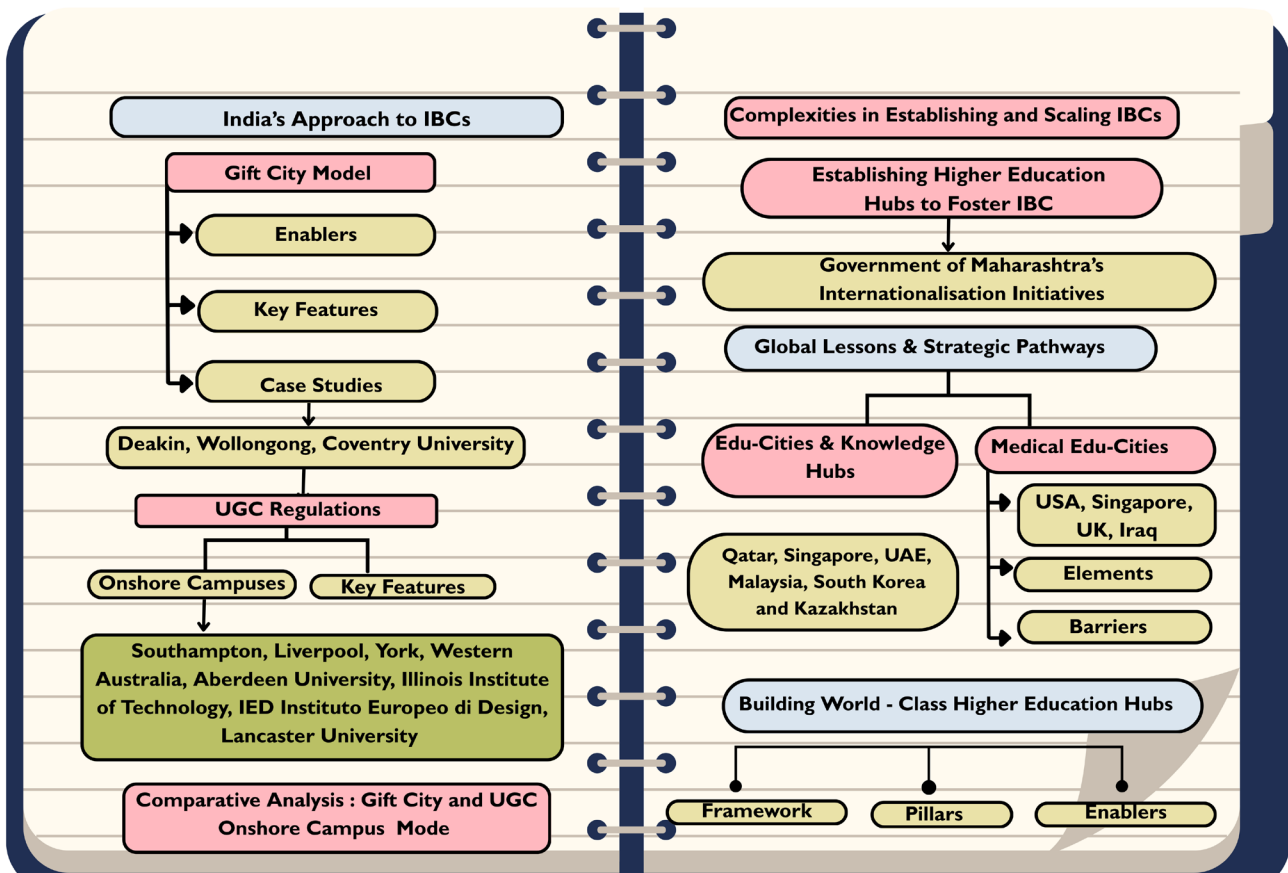 India's Approach to IBCs
Gift City Model
Enablers
Key Features
Case Studies
Deakin, Wollongong, Coventry University
UGC Regulations
Onshore Campuses
Key Features
Southampton, Liverpool, York, Western
Australia, Aberdeen University, Illinois Institute
of Technology, IED Instituto Europeo di Design,
Lancaster University
Comparative Analysis : Gift City and UGC
Onshore Campus Mode
Complexities in Establishing and Scaling IBCs
Establishing Higher Education
Hubs to Foster IBC
Government of Maharashtra's
Internationalisation Initiatives
Global Lessons & Strategic Pathways
Edu-Cities & Knowledge
Hubs
Qatar, Singapore, UAE,
Malaysia, South Korea
and Kazakhstan
Medical Edu-Cities
USA, Singapore,
UK, Iraq
Elements
Barriers
Building World - Class Higher Education Hubs
Framework
Pillars
Enablers